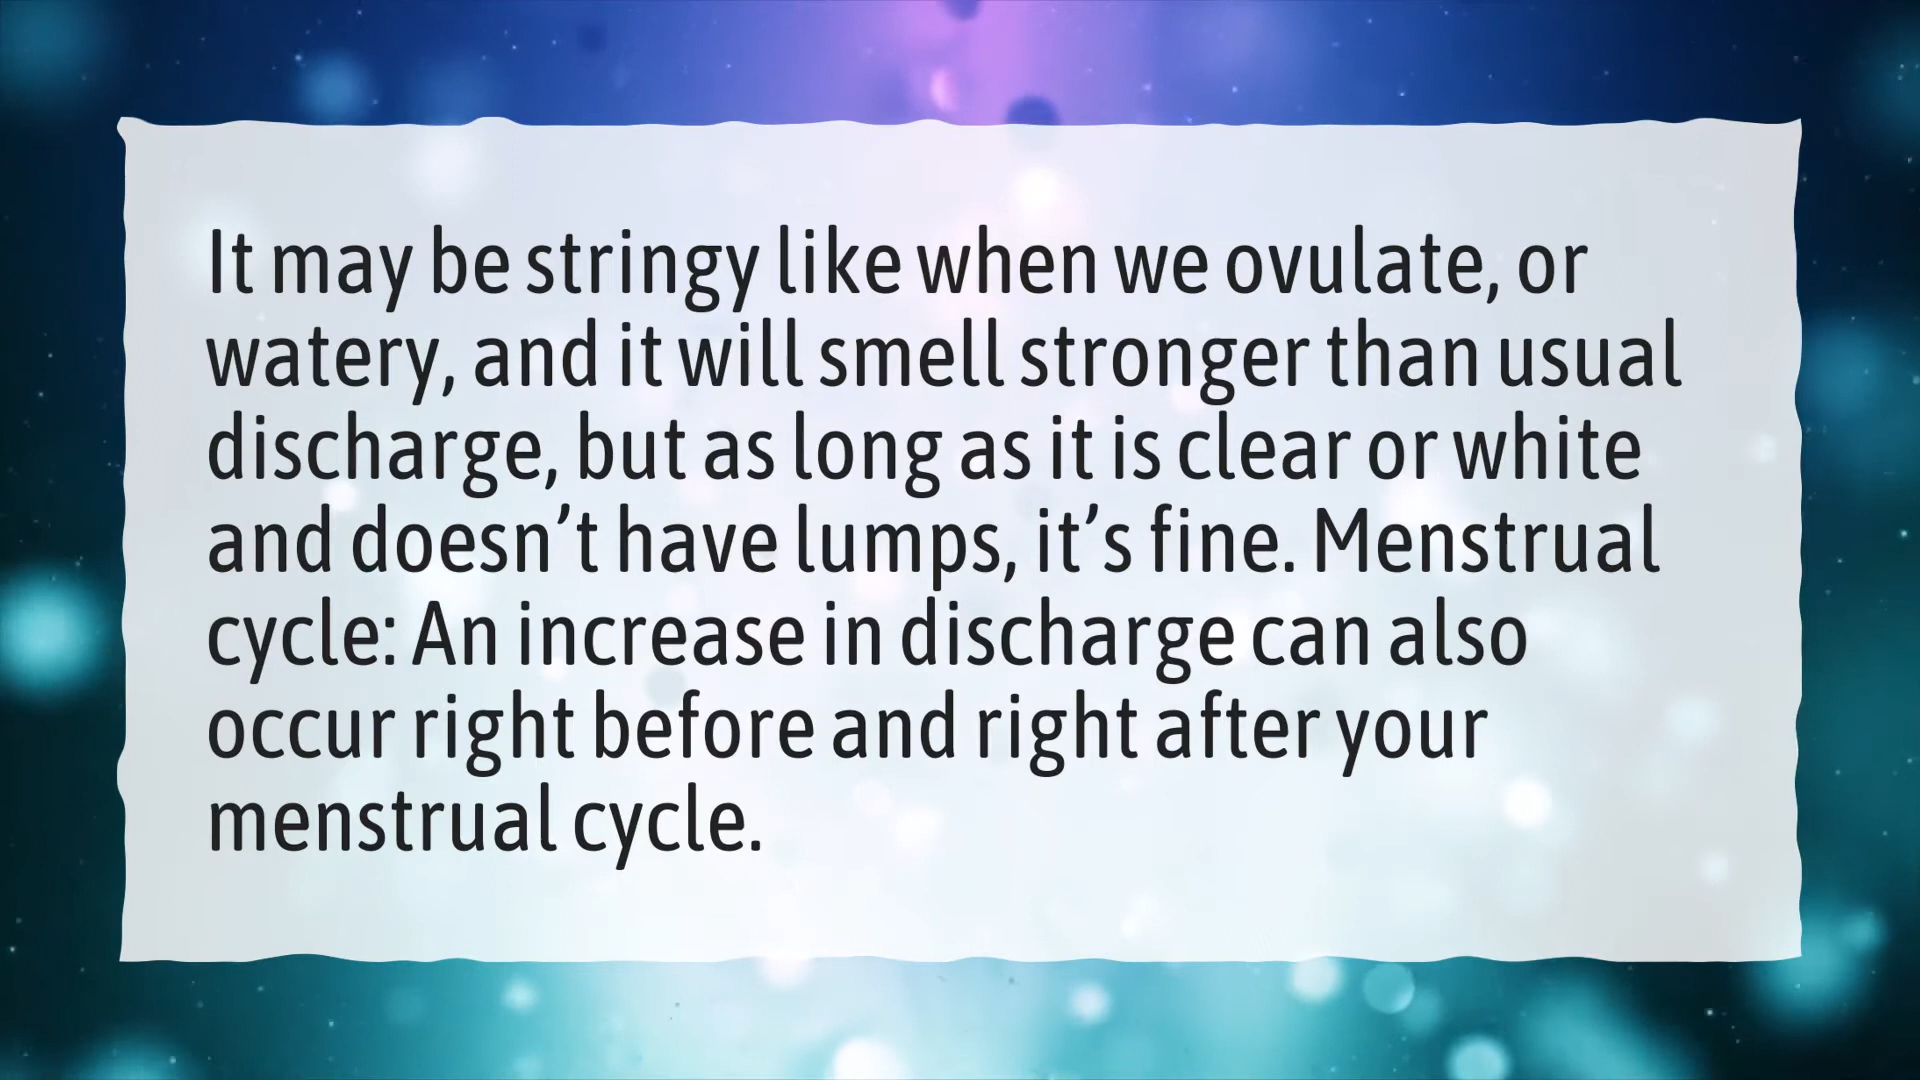 It may be stringy like when we ovulate, or
watery, and it will smell stronger than usual
discharge, but as long as it is clear or white
and doesn’t have lumps, it’s fine. Menstrual
cycle: An increase in discharge can also
occur right before and right after your
menstrual cycle.